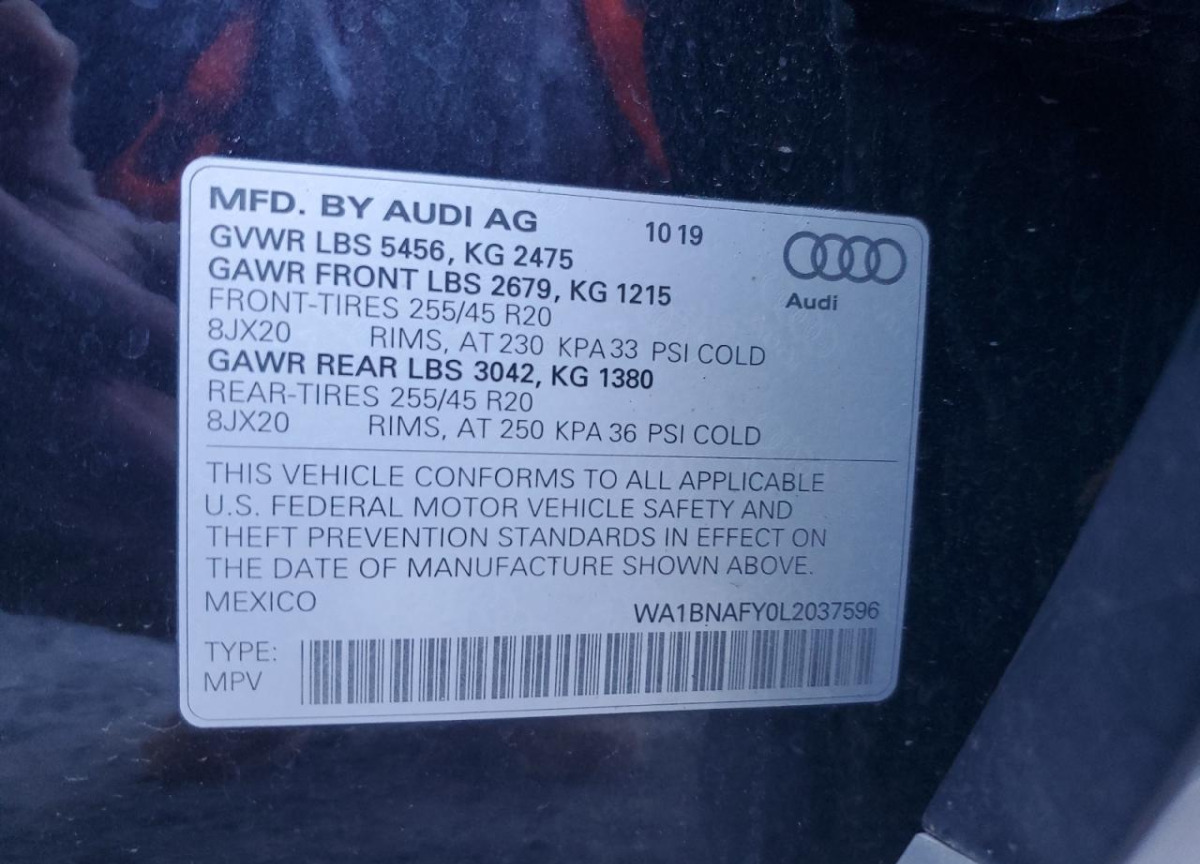 MFD. BY AUDI AG 10 19
GVWR LBS 5456, KG 2475
GAWR FRONT LBS 2679, KG 1215
Audi
FRONT-TIRES 255/45 R20
8JX20 RIMS, AT 230 KPA 33 PSI COLD
GAWR REAR LBS 3042, KG 1380
REAR-TIRES 255/45 R20
8JX20 RIMS, AT 250 KPA 36 PSI COLD
THIS VEHICLE CONFORMS TO ALL APPLICABLE
U.S. FEDERAL MOTOR VEHICLE SAFETY AND
THEFT PREVENTION STANDARDS IN EFFECT ON
THE DATE OF MANUFACTURE SHOWN ABOVE.
MEXICO WA1BNAFY0L2037596
TYPE:
MPV